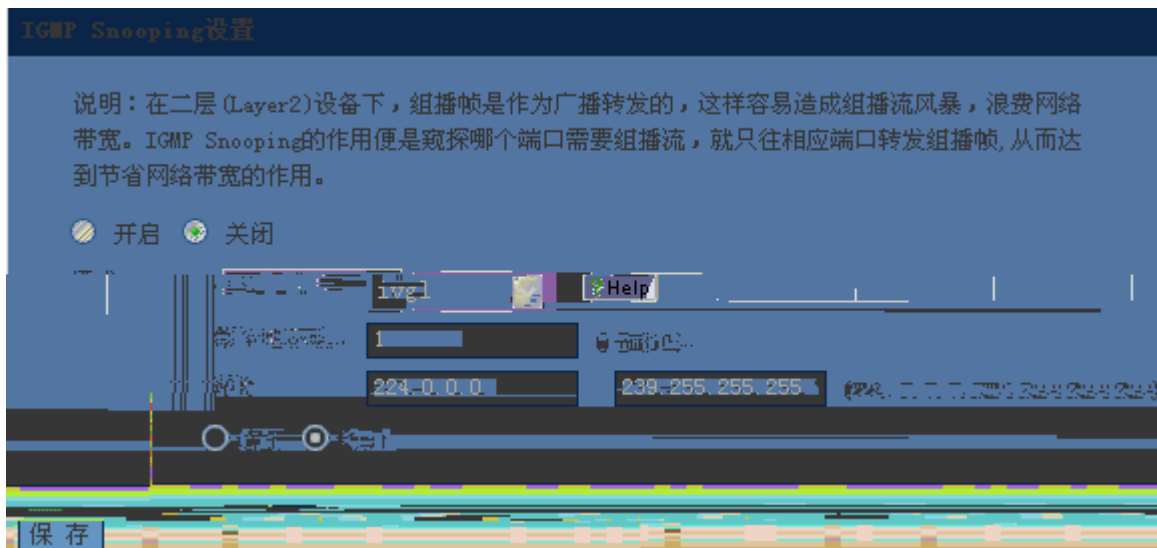 IGMP Snooping设置
说明：在二层(Layer2)设备下，组播帧是作为广播转发的，这样容易造成组播流风暴，浪费网络
带宽。IGMP Snooping的作用便是窥探哪个端口需要组播流，就只往相应端口转发组播帧,从而达
到节省网络带宽的作用。
开启 关闭
ivgl Help
1
224.0.0.0 239.255.255.255
保 存